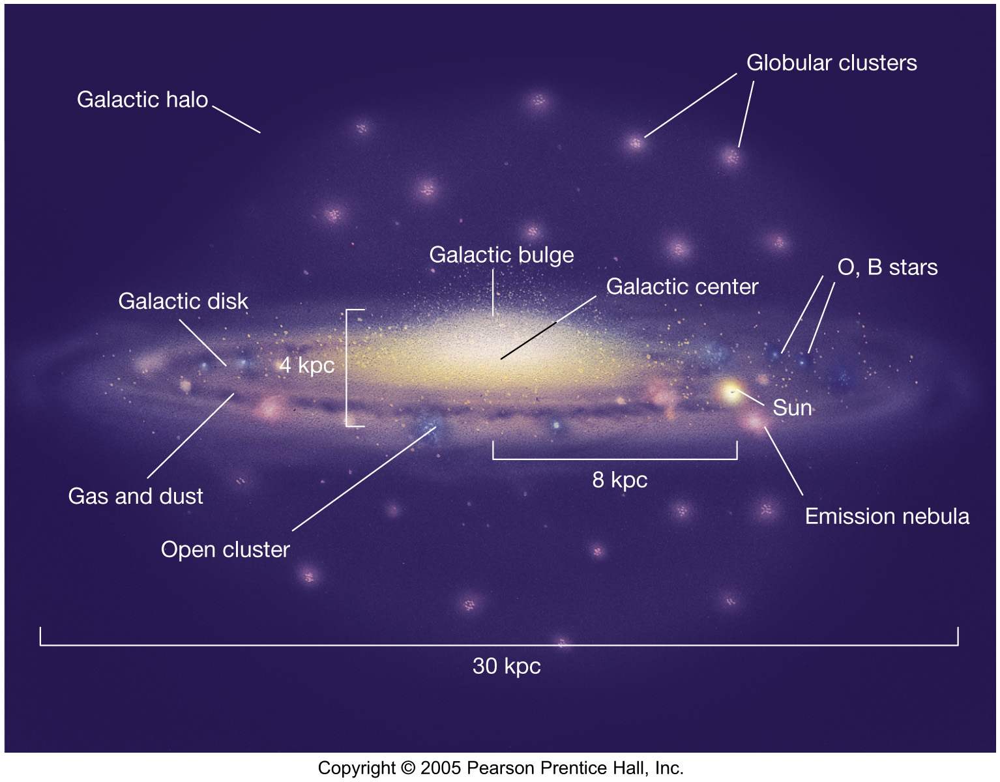 Globular clusters
Galactic halo
Galactic bulge
O, B stars
Galactic center
Galactic disk
4 kpc
Sun
8 kpc
Gas and dust
Emission nebula
Open cluster
30 kpc
Copyright © 2005 Pearson Prentice Hall, Inc.